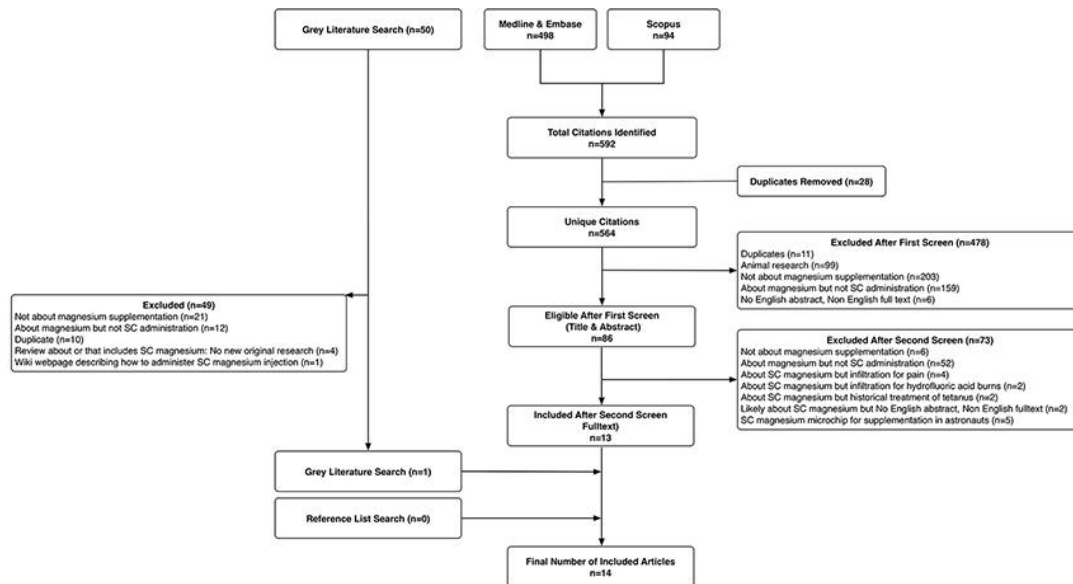 Grey Literature Search (n=50)
Medline & Embase
n=498
Scopus
n=94
Total Citations Identified
n=592
Duplicates Removed (n=28)
Unique Citations
n=564
Excluded After First Screen (n=478)
Duplicates (n=11)
Animal research (n=99)
Not about magnesium supplementation (n=203)
About magnesium but not SC administration (n=159)
No English abstract, Non English full text (n=6)
Excluded (n=49)
Not about magnesium supplementation (n=21)
About magnesium but not SC administration (n=12)
Duplicate (n=10)
Review about or that includes SC magnesium: No new original research (n=4)
Wiki webpage describing how to administer SC magnesium injection (n=1)
Eligible After First Screen
(Title & Abstract)
n=86
Excluded After Second Screen (n=73)
Not about magnesium supplementation (n=6)
About magnesium but not SC administration (n=52)
About SC magnesium but infiltration for pain (n=4)
About SC magnesium but infiltration for hydrofluoric acid burns (n=2)
About SC magnesium but historical treatment of tetanus (n=2)
Likely about SC magnesium but No English abstract, Non English fulltext (n=2)
SC magnesium microchip for supplementation in astronauts (n=5)
Included After Second Screen
Fulltext)
n=13
Grey Literature Search (n=1)
Reference List Search (n=0)
Final Number of Included Articles
n=14